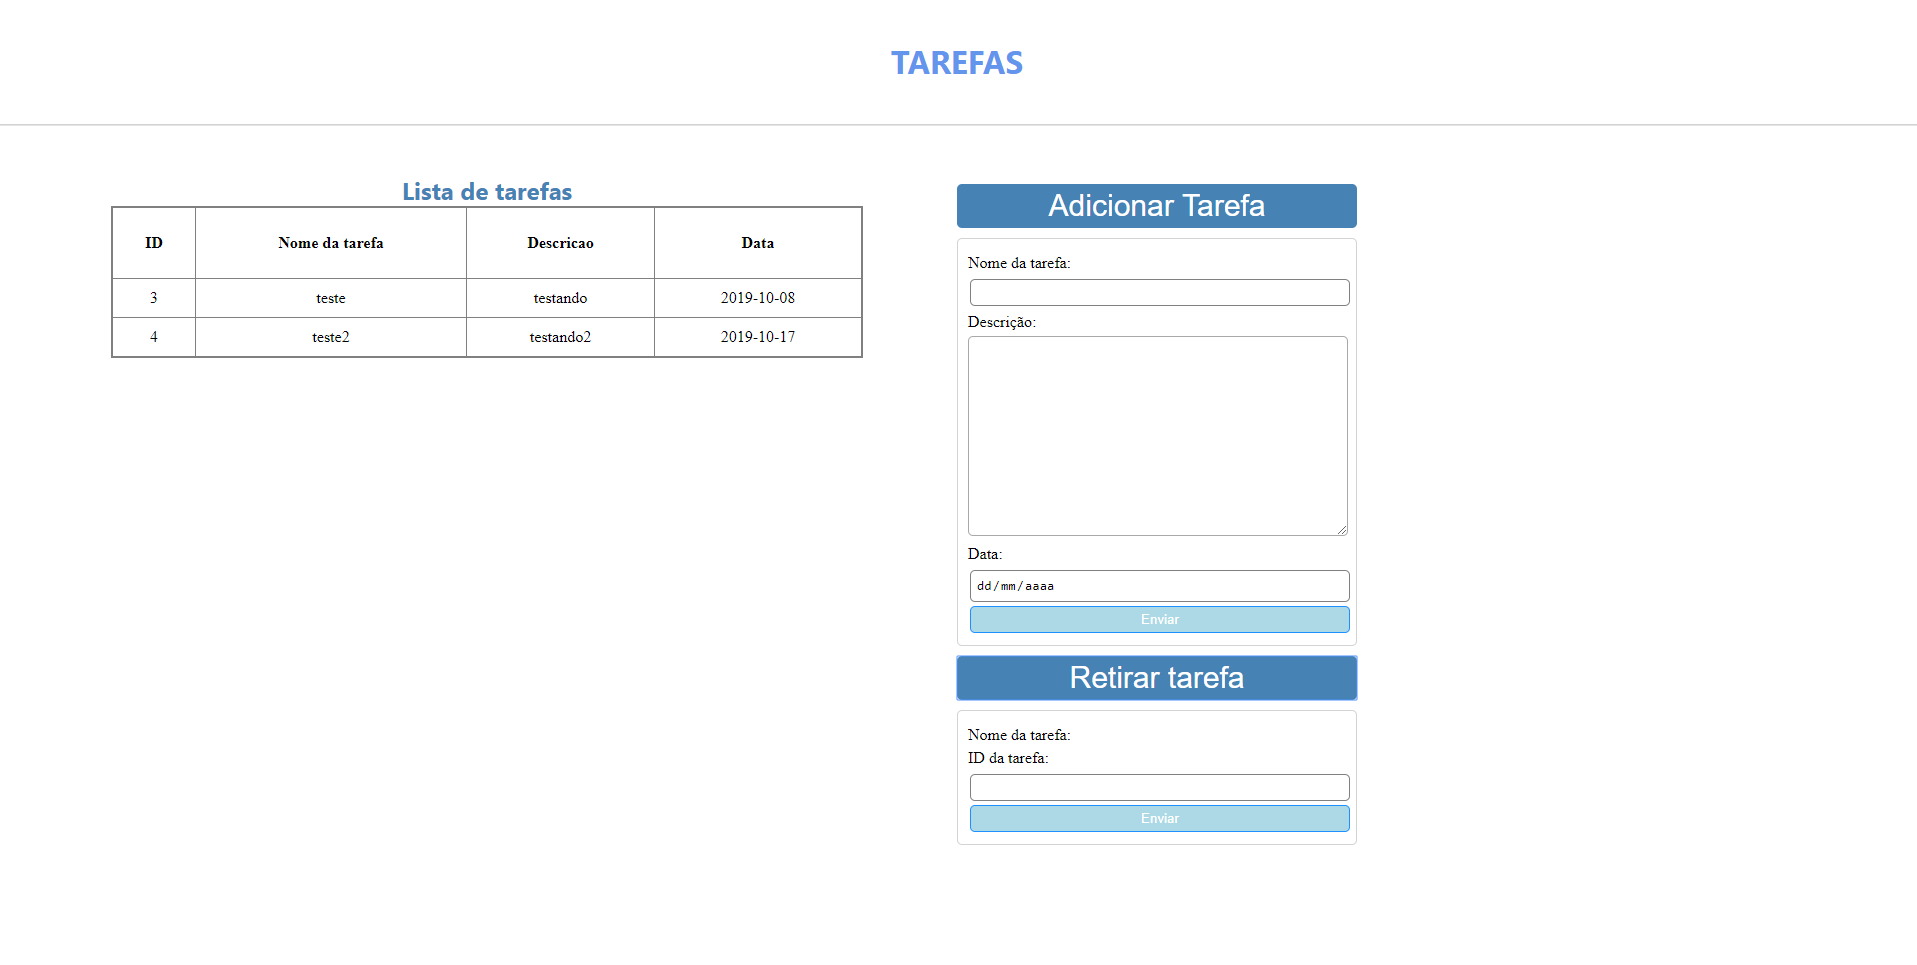 TAREFAS
Lista de tarefas
ID Nome da tarefa Descricao Data
3 teste testando 2019-10-08
4 teste2 testando2 2019-10-17
Adicionar Tarefa
Nome da tarefa:
Descrição:
Data:
dd/mm/aaaa
Enviar
Retirar tarefa
Nome da tarefa:
ID da tarefa:
Enviar